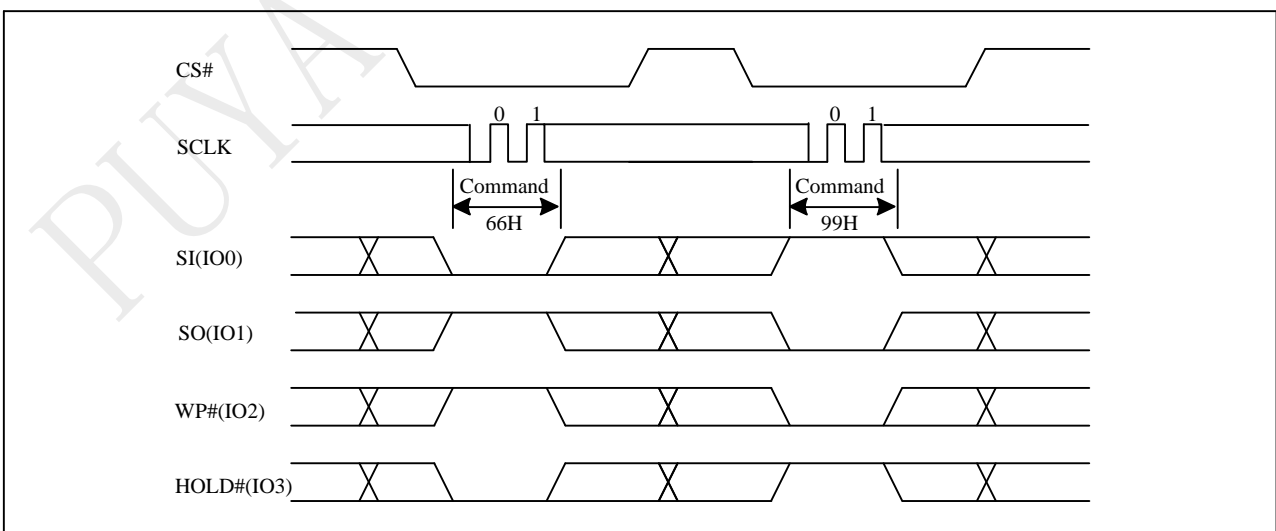 PUYA
CS#
0 1 0 1
SCLK
Command Command
66H 99H
SI(IO0)
SO(IO1)
WP#(IO2)
HOLD#(IO3)